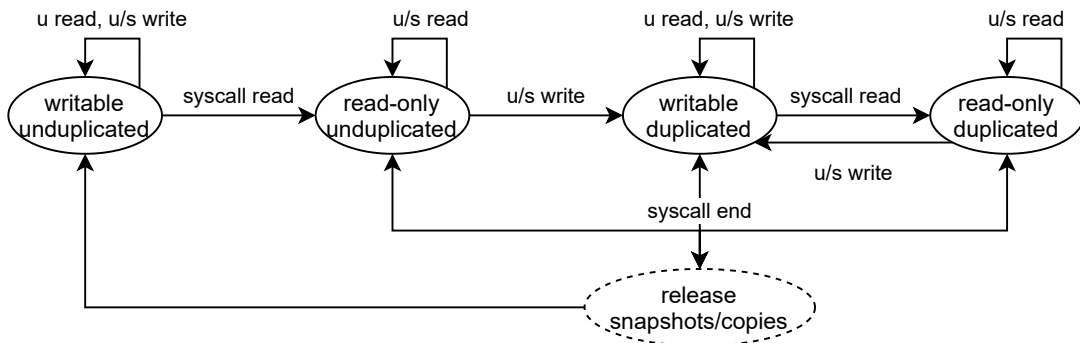 u read, u/s write
u/s read
u read, u/s write
u/s read
writable
unduplicated
syscall read
read-only
unduplicated
u/s write
writable
duplicated
syscall read
read-only
duplicated
u/s write
syscall end
release
snapshots/copies